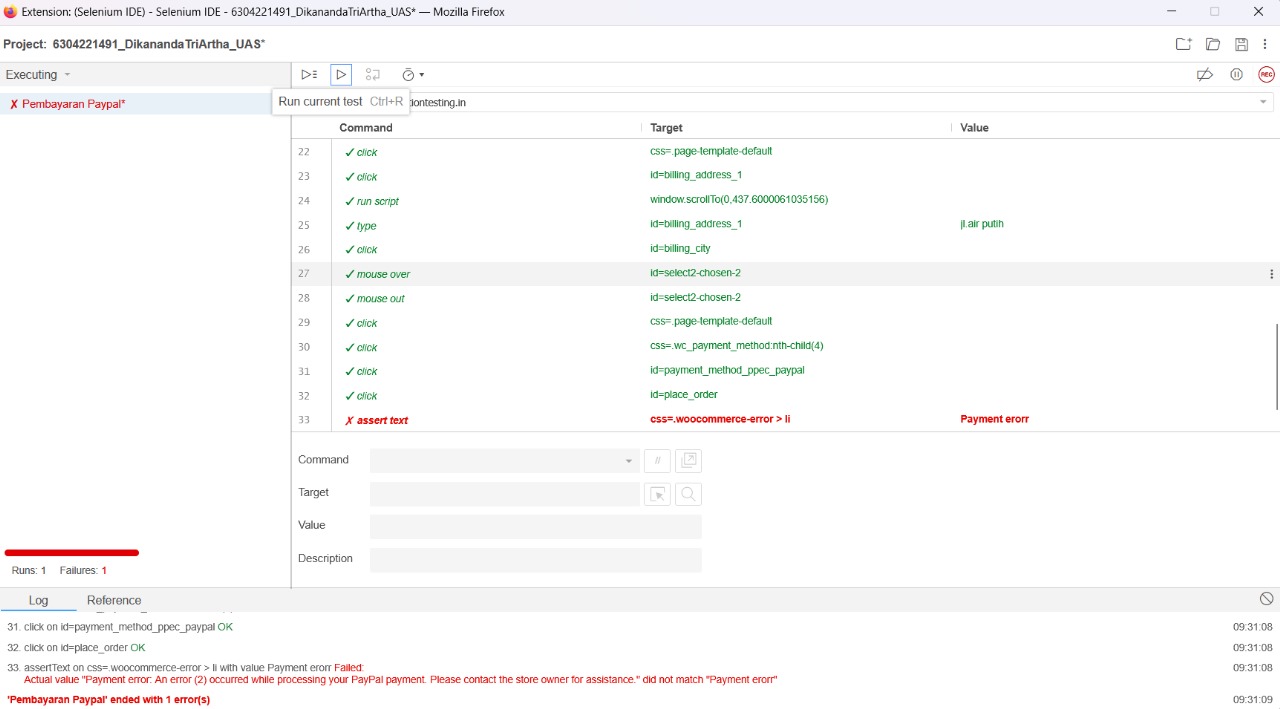 Extension: (Selenium IDE) - Selenium IDE - 6304221491_DikanandaTriArtha_UAS* — Mozilla Firefox
Project: 6304221491_DikanandaTriArtha_UAS*
Executing
✗ Pembayaran Paypal*
Run current test Ctrl+R
tiontesting.in
REC
Command Target Value
22 ✓ click css=.page-template-default
23 ✓ click id=billing_address_1
24 ✓ run script window.scrollTo(0,437.6000061035156)
25 ✓ type id=billing_address_1 jl.air putih
26 ✓ click id=billing_city
27 ✓ mouse over id=select2-chosen-2
28 ✓ mouse out id=select2-chosen-2
29 ✓ click css=.page-template-default
30 ✓ click css=.wc_payment_method:nth-child(4)
31 ✓ click id=payment_method_ppec_paypal
32 ✓ click id=place_order
33 ✗ assert text css=.woocommerce-error > li Payment erorr
Command //
Target
Value
Description
Runs: 1 Failures: 1
Log Reference
31. click on id=payment_method_ppec_paypal OK 09:31:08
32. click on id=place_order OK 09:31:08
33. assertText on css=.woocommerce-error > li with value Payment erorr Failed: 09:31:08
Actual value "Payment error: An error (2) occurred while processing your PayPal payment. Please contact the store owner for assistance." did not match "Payment erorr"
'Pembayaran Paypal' ended with 1 error(s) 09:31:09